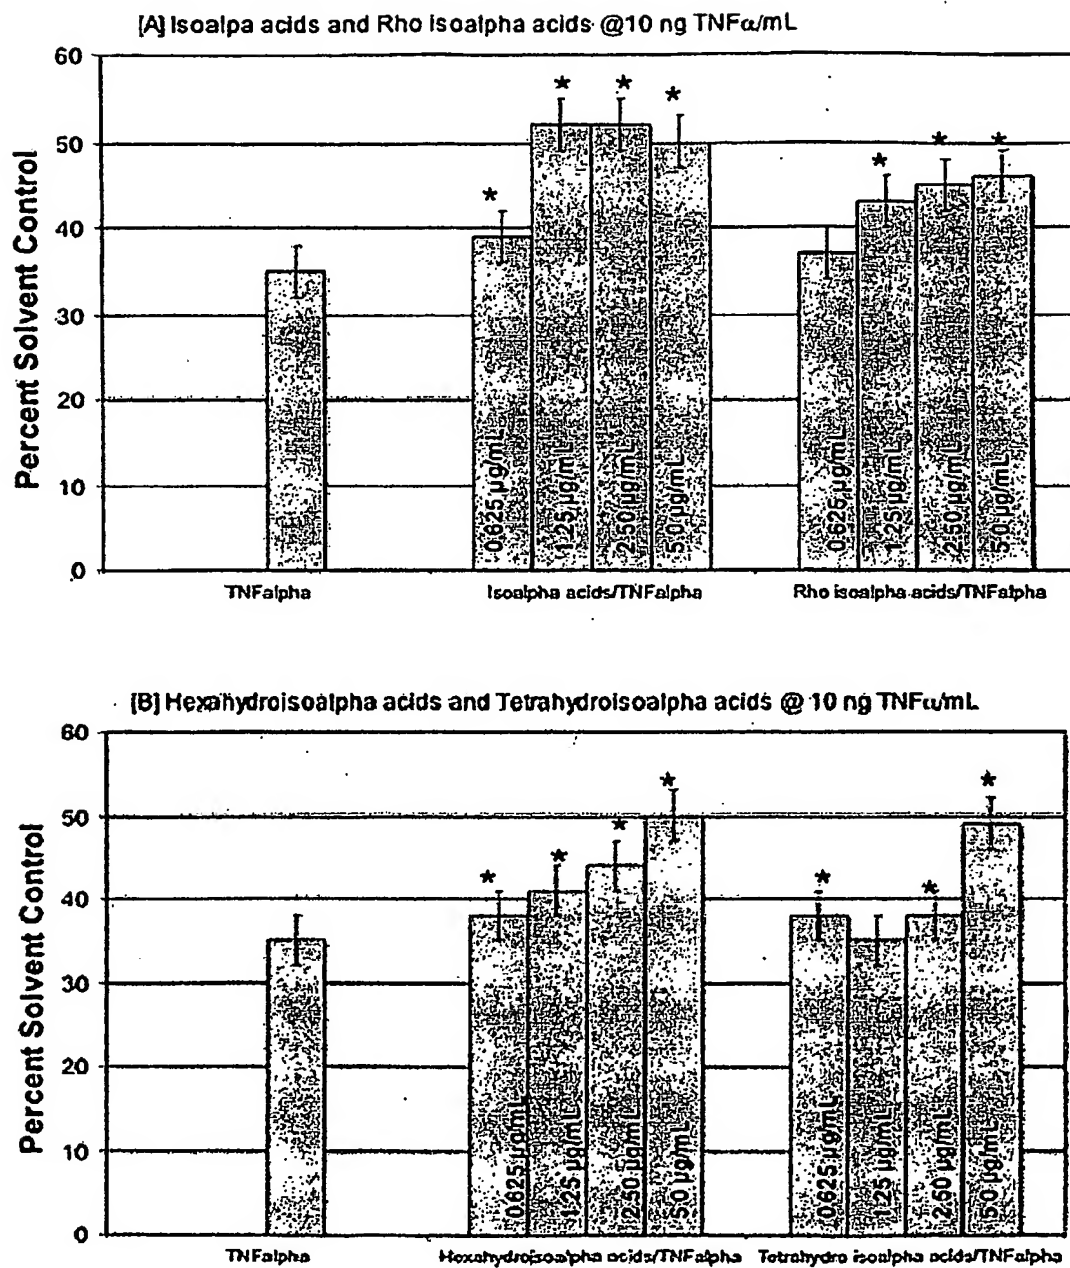 [A] Isoalpa acids and Rho isoalpha acids @10 ng TNFα/mL
Percent Solvent Control
60
50
40
30
20
10
0
* * * * * * *
0.625 µg/mL
1.25 µg/mL
2.50 µg/mL
5.0 µg/mL
0.625 µg/mL
1.25 µg/mL
2.50 µg/mL
5.0 µg/mL
TNFalpha
Isoalpha acids/TNFalpha
Rho isoalpha acids/TNFalpha
[B] Hexahydroisoalpha acids and Tetrahydroisoalpha acids @ 10 ng TNFα/mL
Percent Solvent Control
60
50
40
30
20
10
0
* * * * * * *
0.625 µg/mL
1.25 µg/mL
2.50 µg/mL
5.0 µg/mL
0.625 µg/mL
1.25 µg/mL
2.50 µg/mL
5.0 µg/mL
TNFalpha
Hexahydroisoalpha acids/TNFalpha
Tetrahydro isoalpha acids/TNFalpha